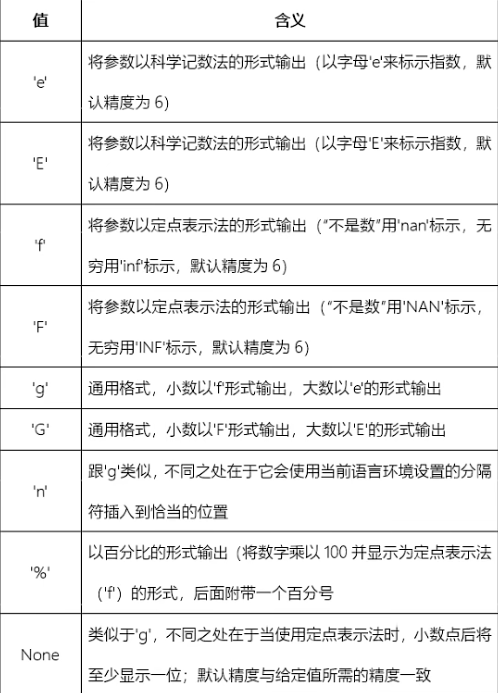 值 含义
'e' 将参数以科学记数法的形式输出（以字母'e'来标示指数，默
认精度为 6）
'E' 将参数以科学记数法的形式输出（以字母'E'来标示指数，默
认精度为 6）
'f' 将参数以定点表示法的形式输出（“不是数”用'nan'标示，无
穷用'inf'标示，默认精度为 6）
'F' 将参数以定点表示法的形式输出（“不是数”用'NAN'标示，
无穷用'INF'标示，默认精度为 6）
'g' 通用格式，小数以'f'形式输出，大数以'e'的形式输出
'G' 通用格式，小数以'F'形式输出，大数以'E'的形式输出
'n' 跟'g'类似，不同之处在于它会使用当前语言环境设置的分隔
符插入到恰当的位置
'%' 以百分比的形式输出（将数字乘以 100 并显示为定点表示法
（'f'）的形式，后面附带一个百分号
None 类似于'g'，不同之处在于当使用定点表示法时，小数点后将
至少显示一位；默认精度与给定值所需的精度一致